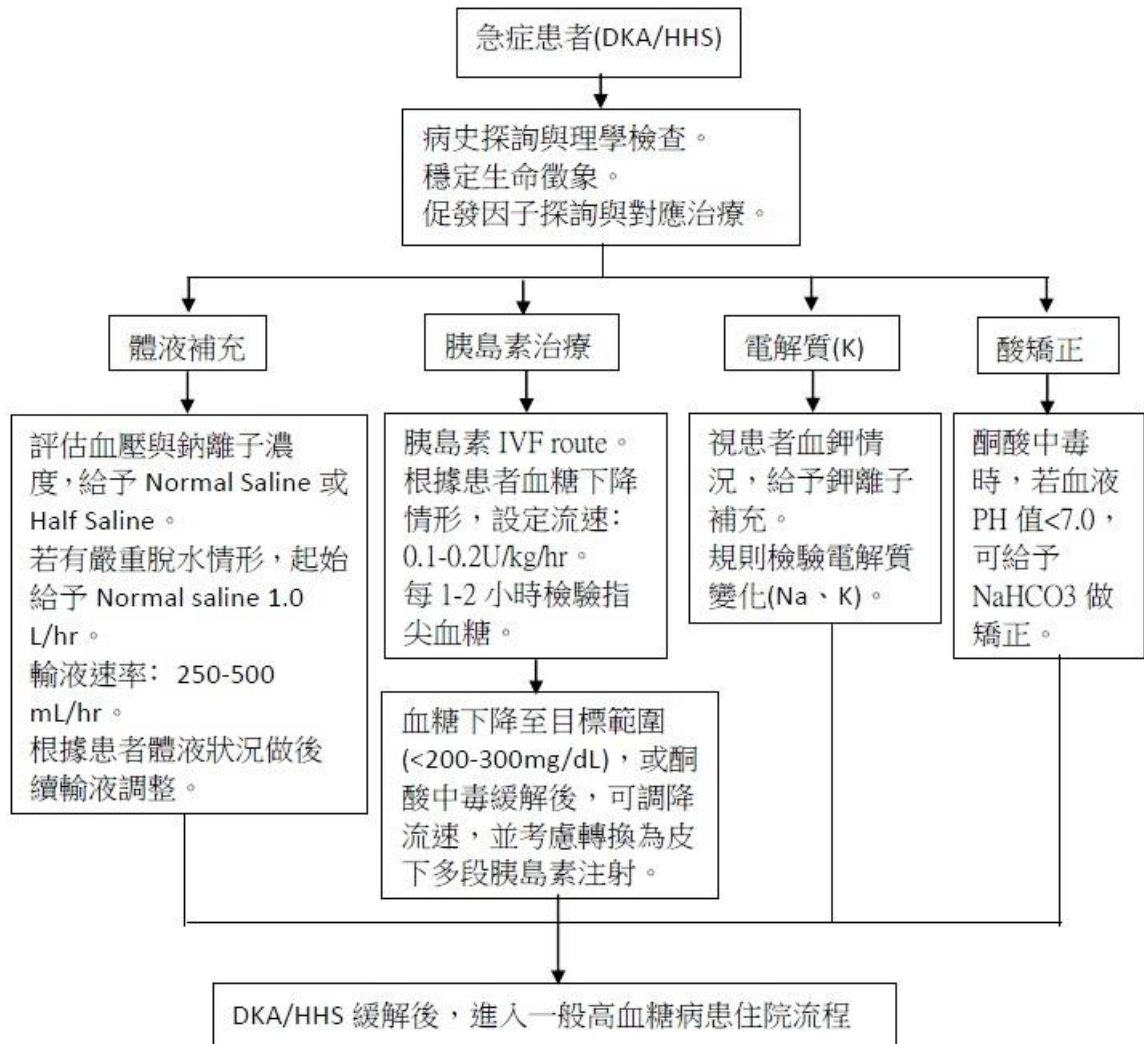 急症患者(DKA/HHS)
病史探詢與理學檢查。
穩定生命徵象。
促發因子探詢與對應治療。
體液補充
評估血壓與鈉離子濃
度，給予 Normal Saline 或
Half Saline。
若有嚴重脫水情形，起始
給予 Normal saline 1.0
L/hr。
輸液速率： 250-500
mL/hr。
根據患者體液狀況做後
續輸液調整。
胰島素治療
胰島素 IVF route。
根據患者血糖下降
情形，設定流速：
0.1-0.2U/kg/hr。
每 1-2 小時檢驗指
尖血糖。
血糖下降至目標範圍
(<200-300mg/dL)，或酮
酸中毒緩解後，可調降
流速，並考慮轉換為皮
下多段胰島素注射。
電解質(K)
視患者血鉀情
況，給予鉀離子
補充。
規則檢驗電解質
變化(Na、K)。
酸矯正
酮酸中毒
時，若血液
PH 值<7.0，
可給予
NaHCO3 做
矯正。
DKA/HHS 緩解後，進入一般高血糖病患住院流程